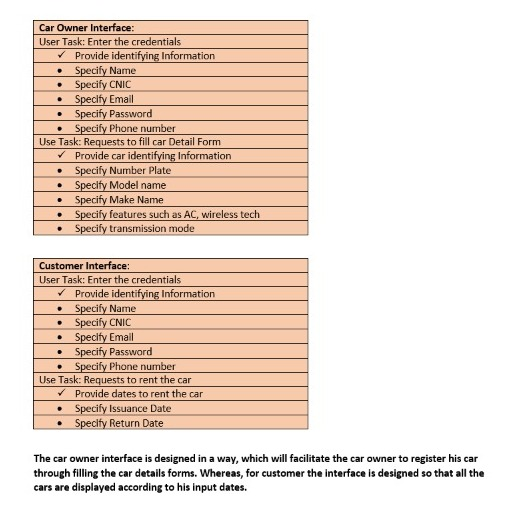 Car Owner Interface:
User Task: Enter the credentials
✓ Provide identifying Information
• Specify Name
• Specify CNIC
• Specify Email
• Specify Password
• Specify Phone number
Use Task: Requests to fill car Detail Form
✓ Provide car identifying Information
• Specify Number Plate
• Specify Model name
• Specify Make Name
• Specify features such as AC, wireless tech
• Specify transmission mode
Customer Interface:
User Task: Enter the credentials
✓ Provide identifying Information
• Specify Name
• Specify CNIC
• Specify Email
• Specify Password
• Specify Phone number
Use Task: Requests to rent the car
✓ Provide dates to rent the car
• Specify Issuance Date
• Specify Return Date
The car owner interface is designed in a way, which will facilitate the car owner to register his car
through filling the car details forms. Whereas, for customer the interface is designed so that all the
cars are displayed according to his input dates.